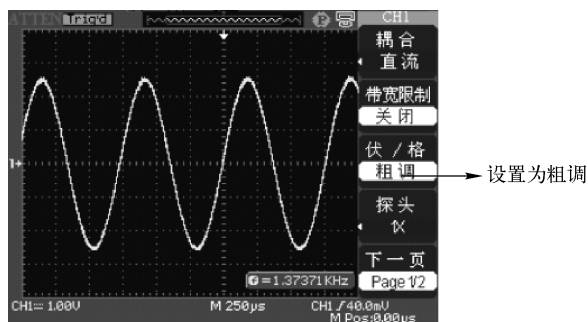 ATTEN Trig'd CH1
耦合
直流
带宽限制
关闭
伏/格
粗调
设置为粗调
探头
1X
下一页
Page 1/2
1
f=1.37371KHz
CH1 1.00V M 250μs CH1 40.0mV
M Pos:0.00μs